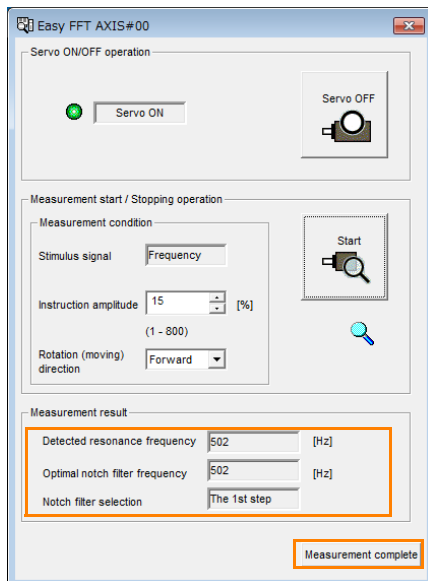 Easy FFT AXIS#00
Servo ON/OFF operation
Servo ON
Servo OFF
Measurement start / Stopping operation
Measurement condition
Stimulus signal Frequency
Start
Instruction amplitude 15 [%]
(1 - 800)
Rotation (moving) direction Forward
Measurement result
Detected resonance frequency 502 [Hz]
Optimal notch filter frequency 502 [Hz]
Notch filter selection The 1st step
Measurement complete